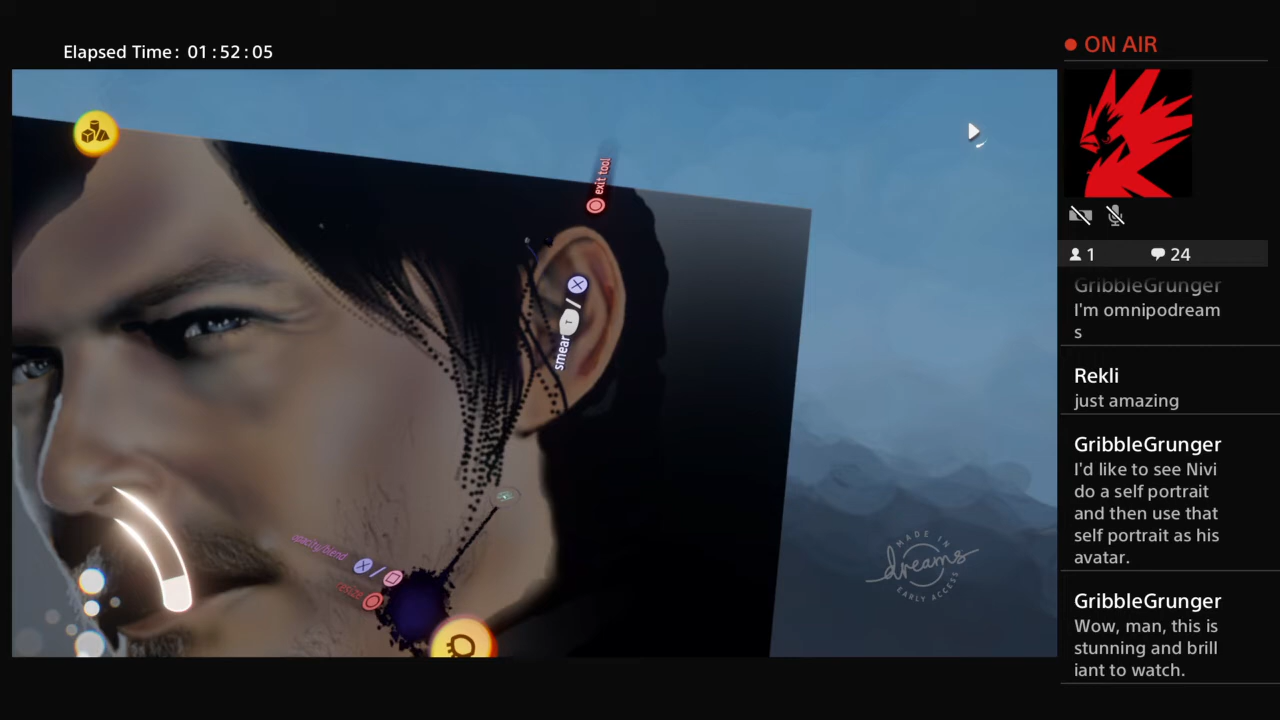 Elapsed Time: 01:52:05
ON AIR
1
24
GribbleGrunger
I'm omnipodream
s
Rekli
just amazing
GribbleGrunger
I'd like to see Nivi
do a self portrait
and then use that
self portrait as his
avatar.
GribbleGrunger
Wow, man, this is
stunning and brill
iant to watch.
exit tool
smear T / X
opacity/blend
resize
MADE IN
dreams
EARLY ACCESS